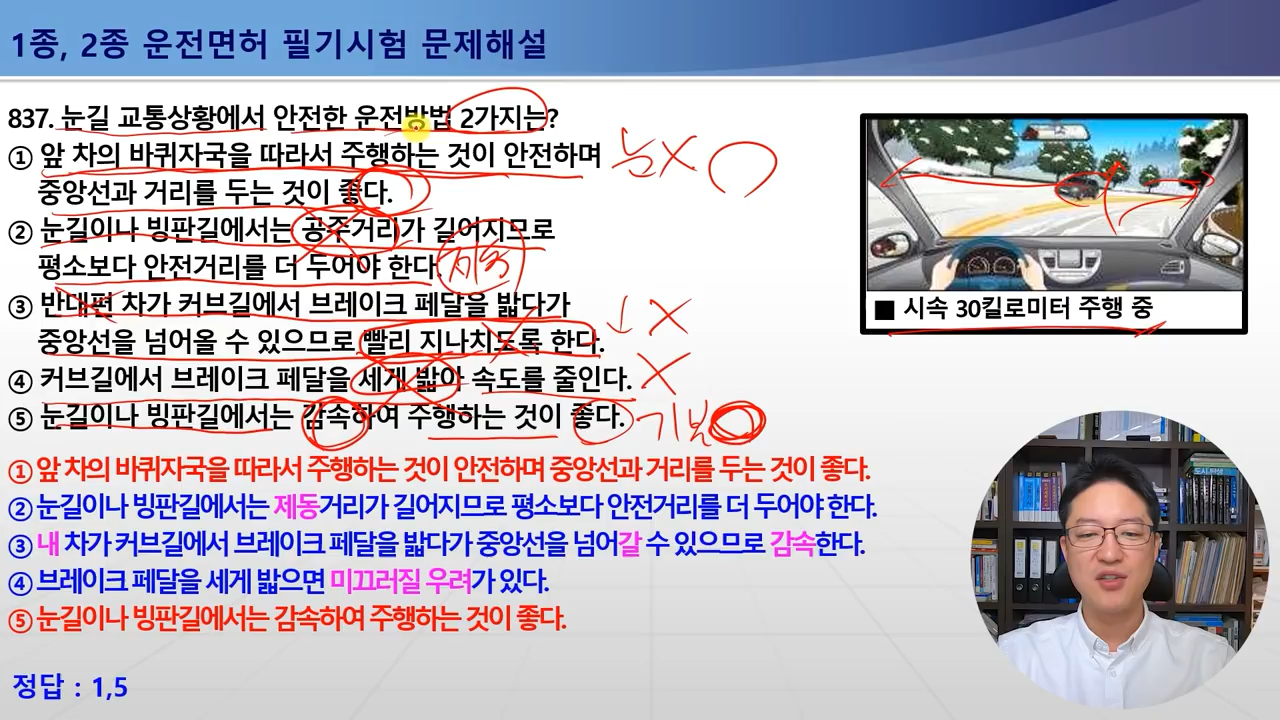 1종, 2종 운전면허 필기시험 문제해설
837. 눈길 교통상황에서 안전한 운전방법 2가지는?
① 앞 차의 바퀴자국을 따라서 주행하는 것이 안전하며
중앙선과 거리를 두는 것이 좋다.
눈X
② 눈길이나 빙판길에서는 공주거리가 길어지므로
평소보다 안전거리를 더 두어야 한다.
제동
③ 반대편 차가 커브길에서 브레이크 페달을 밟다가
중앙선을 넘어올 수 있으므로 빨리 지나치도록 한다.
↓ X
④ 커브길에서 브레이크 페달을 세게 밟아 속도를 줄인다.
X
⑤ 눈길이나 빙판길에서는 감속하여 주행하는 것이 좋다.
기본
■ 시속 30킬로미터 주행 중
① 앞 차의 바퀴자국을 따라서 주행하는 것이 안전하며 중앙선과 거리를 두는 것이 좋다.
② 눈길이나 빙판길에서는 제동거리가 길어지므로 평소보다 안전거리를 더 두어야 한다.
③ 내 차가 커브길에서 브레이크 페달을 밟다가 중앙선을 넘어갈 수 있으므로 감속한다.
④ 브레이크 페달을 세게 밟으면 미끄러질 우려가 있다.
⑤ 눈길이나 빙판길에서는 감속하여 주행하는 것이 좋다.
정답 : 1,5